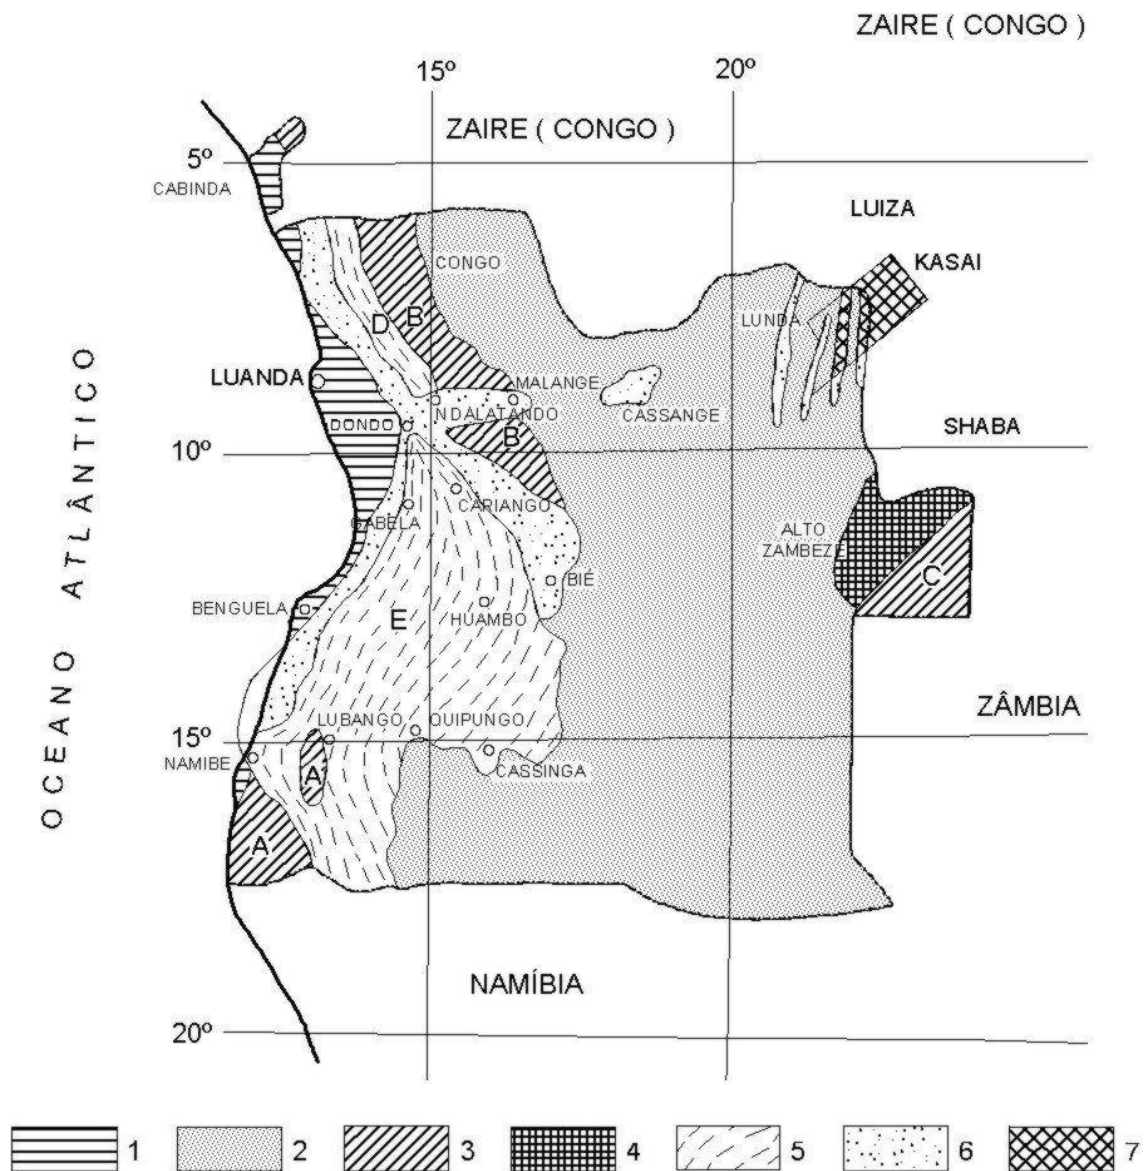 ZAIRE ( CONGO )
15º
20º
ZAIRE ( CONGO )
5º
CABINDA
LUIZA
KASAI
CONGO
LUNDA
D
B
LUANDA
MALANGE
NDALATANDO
CASSANGE
DONDO
B
SHABA
10º
CARIANGO
GABELA
ALTO
ZAMBEZE
C
BIÉ
BENGUELA
E
HUAMBO
OCEANO ATLÂNTICO
ZÂMBIA
LUBANGO
QUIPUNGO
15º
NAMIBE
A
CASSINGA
A
NAMÍBIA
20º
1
2
3
4
5
6
7